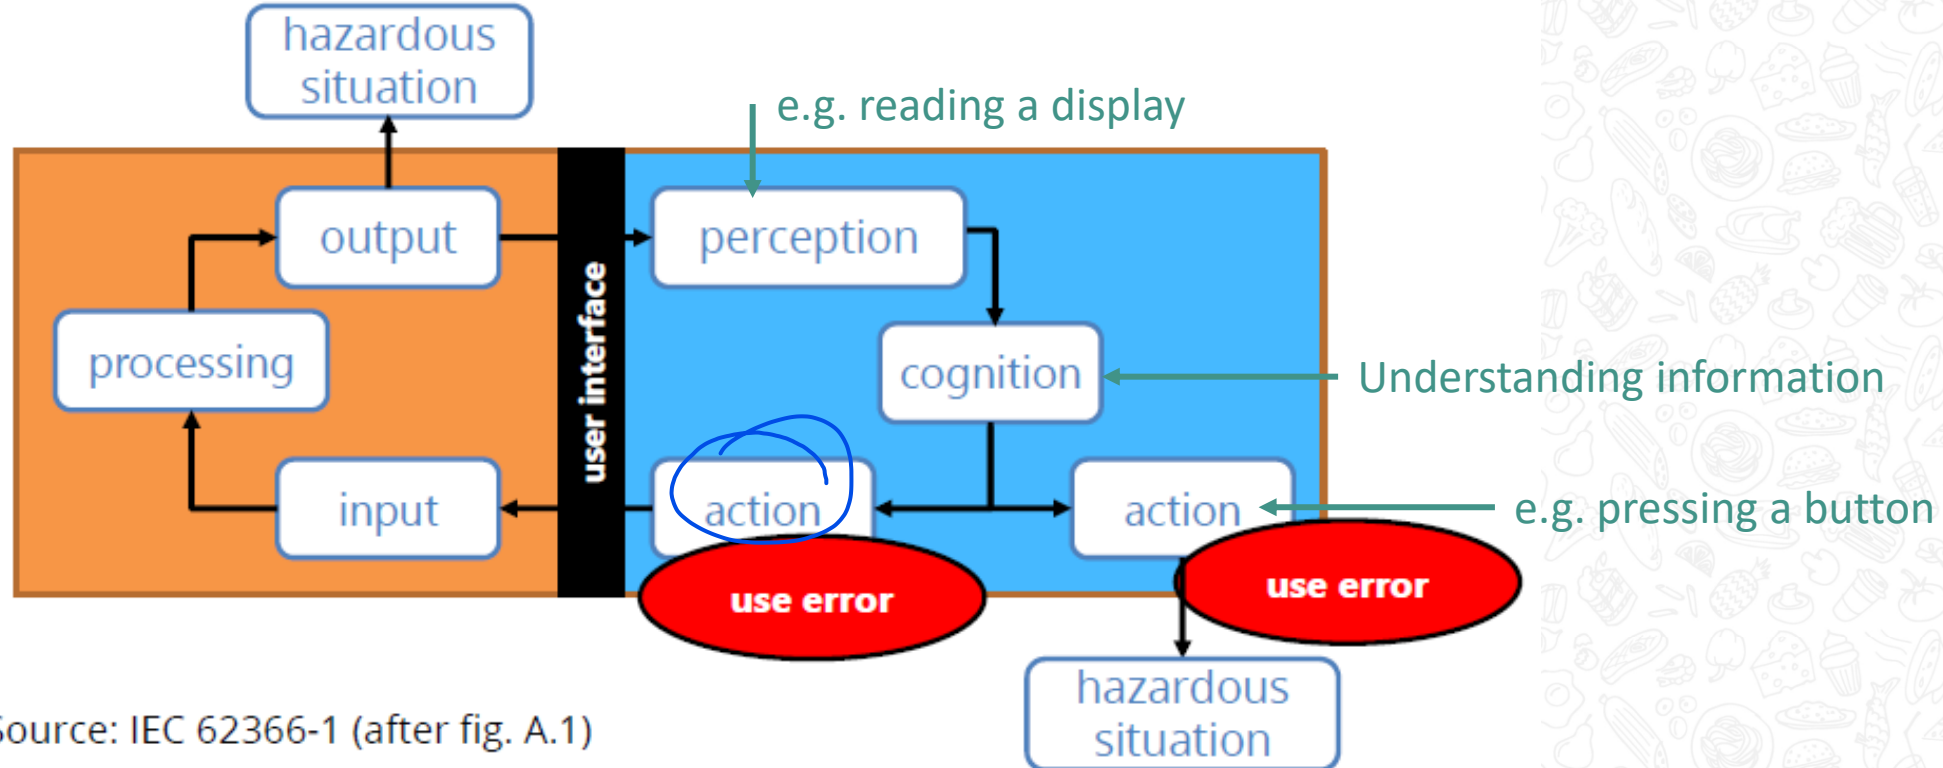 hazardous
situation
e.g. reading a display
output
perception
processing
user interface
cognition
Understanding information
input
action
action
e.g. pressing a button
use error
use error
hazardous
situation
Source: IEC 62366-1 (after fig. A.1)